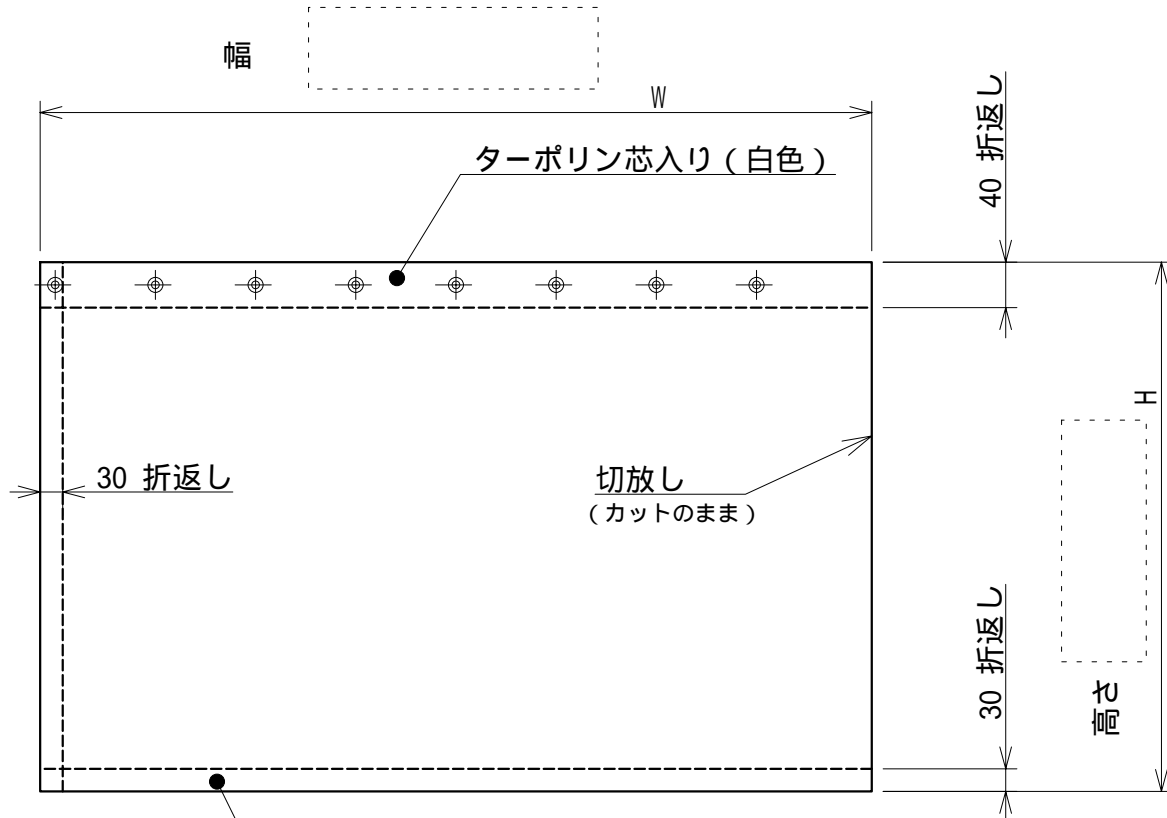 幅
W
ターポリン芯入り（白色）
40 折返し
H
30 折返し
切放し
（カットのまま）
30 折返し
高さ